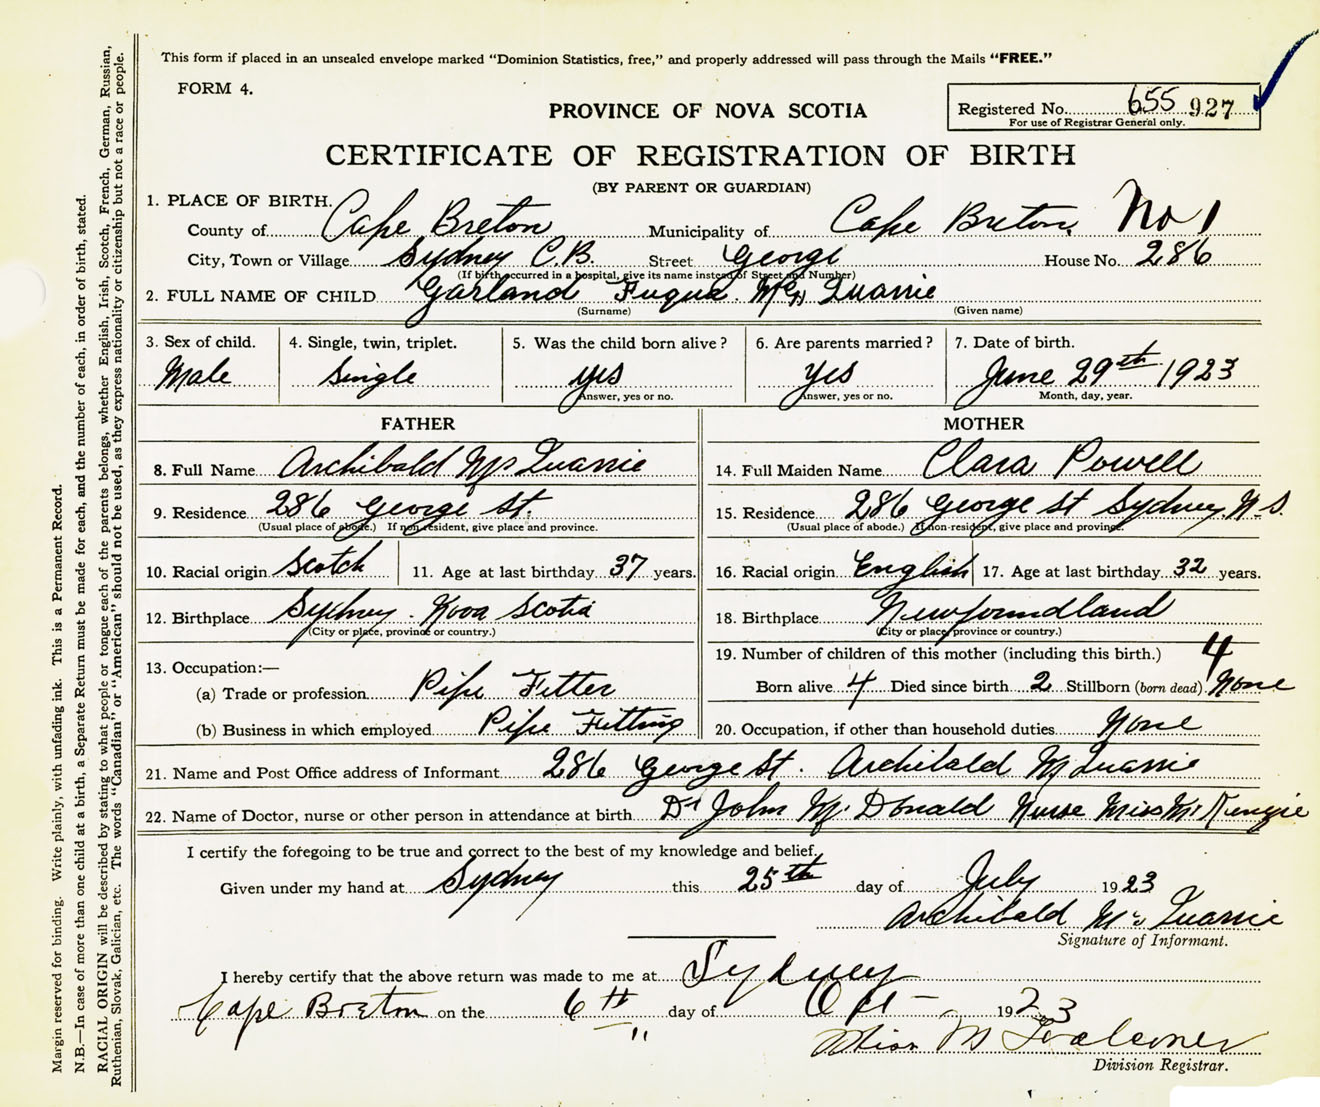 This form if placed in an unsealed envelope marked "Dominion Statistics, free," and properly addressed will pass through the Mails "FREE."
FORM 4.
PROVINCE OF NOVA SCOTIA
Registered No. 655 927
For use of Registrar General only.
CERTIFICATE OF REGISTRATION OF BIRTH
(BY PARENT OR GUARDIAN)
1. PLACE OF BIRTH.
County of Cape Breton Municipality of Cape Breton No 1
City, Town or Village Sydney C.B. Street George House No. 286
(If birth occurred in a hospital, give its name instead of Street and Number)
2. FULL NAME OF CHILD Garland Fuqua Mc Quarrie
(Surname) (Given name)
3. Sex of child. 4. Single, twin, triplet. 5. Was the child born alive? 6. Are parents married? 7. Date of birth.
Male Single yes yes June 29th 1923
Answer, yes or no. Answer, yes or no. Month, day, year.
FATHER MOTHER
8. Full Name Archibald Mc Quarrie 14. Full Maiden Name Clara Powell
9. Residence 286 George St. 15. Residence 286 George St Sydney N.S.
(Usual place of abode.) If non-resident, give place and province. (Usual place of abode.) If non-resident, give place and province.
10. Racial origin Scotch 11. Age at last birthday 37 years. 16. Racial origin English 17. Age at last birthday 32 years.
12. Birthplace Sydney. Nova Scotia 18. Birthplace Newfoundland
(City or place, province or country.) (City or place, province or country.)
13. Occupation:— 19. Number of children of this mother (including this birth.) 4
(a) Trade or profession Pipe Fitter Born alive 4 Died since birth 2 Stillborn (born dead) None
(b) Business in which employed Pipe Fitting 20. Occupation, if other than household duties None
21. Name and Post Office address of Informant 286 George St. Archibald Mc Quarrie
22. Name of Doctor, nurse or other person in attendance at birth Dr John Mc Donald Nurse Miss Mc Kenzie
I certify the foregoing to be true and correct to the best of my knowledge and belief.
Given under my hand at Sydney this 25th day of July 1923
Archibald Mc Quarrie
Signature of Informant.
I hereby certify that the above return was made to me at Sydney
Cape Breton on the 6th day of Oct 1923
"
Miss M Falconer
Division Registrar.
Margin reserved for binding. Write plainly, with unfading ink. This is a Permanent Record.
N.B.—In case of more than one child at a birth, a Separate Return must be made for each, and the number of each, in order of birth, stated.
RACIAL ORIGIN will be described by stating to what people or tongue each of the parents belongs, whether English, Irish, Scotch, French, German, Russian,
Ruthenian, Slovak, Galician, etc. The words "Canadian" or "American" should not be used, as they express nationality or citizenship but not a race or people.